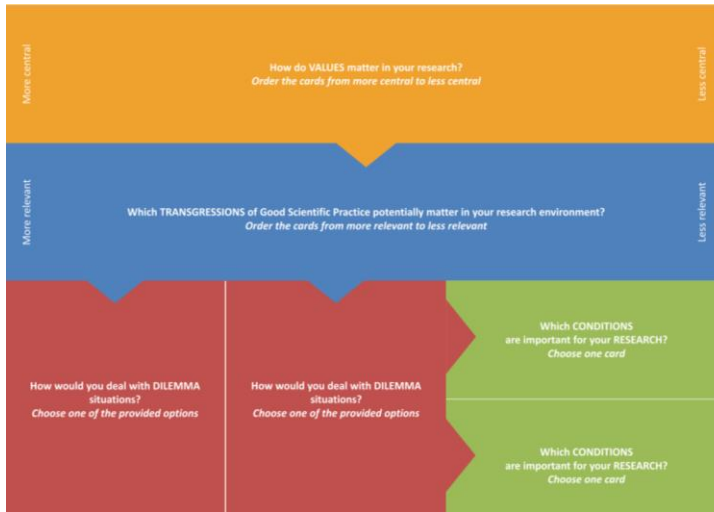 More central
How do VALUES matter in your research?
Order the cards from more central to less central
Less central
More relevant
Which TRANSGRESSIONS of Good Scientific Practice potentially matter in your research environment?
Order the cards from more relevant to less relevant
Less relevant
How would you deal with DILEMMA
situations?
Choose one of the provided options
How would you deal with DILEMMA
situations?
Choose one of the provided options
Which CONDITIONS
are important for your RESEARCH?
Choose one card
Which CONDITIONS
are important for your RESEARCH?
Choose one card